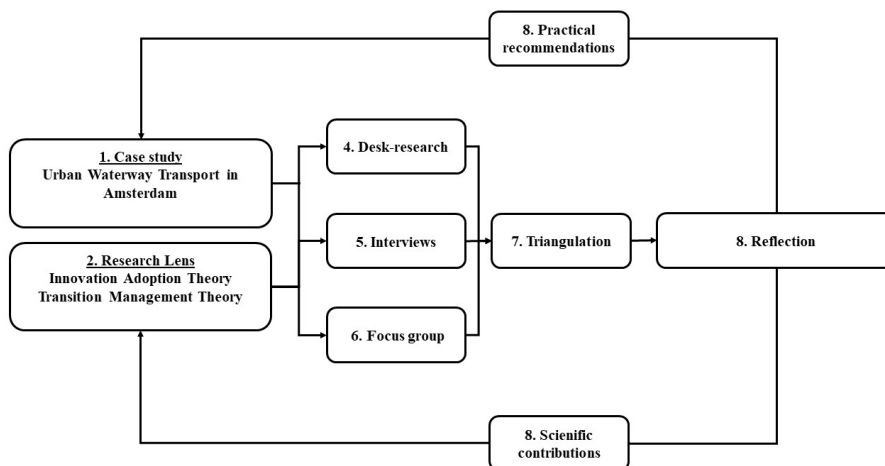 8. Practical
recommendations
1. Case study
Urban Waterway Transport in
Amsterdam
4. Desk-research
2. Research Lens
Innovation Adoption Theory
Transition Management Theory
5. Interviews
7. Triangulation
8. Reflection
6. Focus group
8. Scienific
contributions